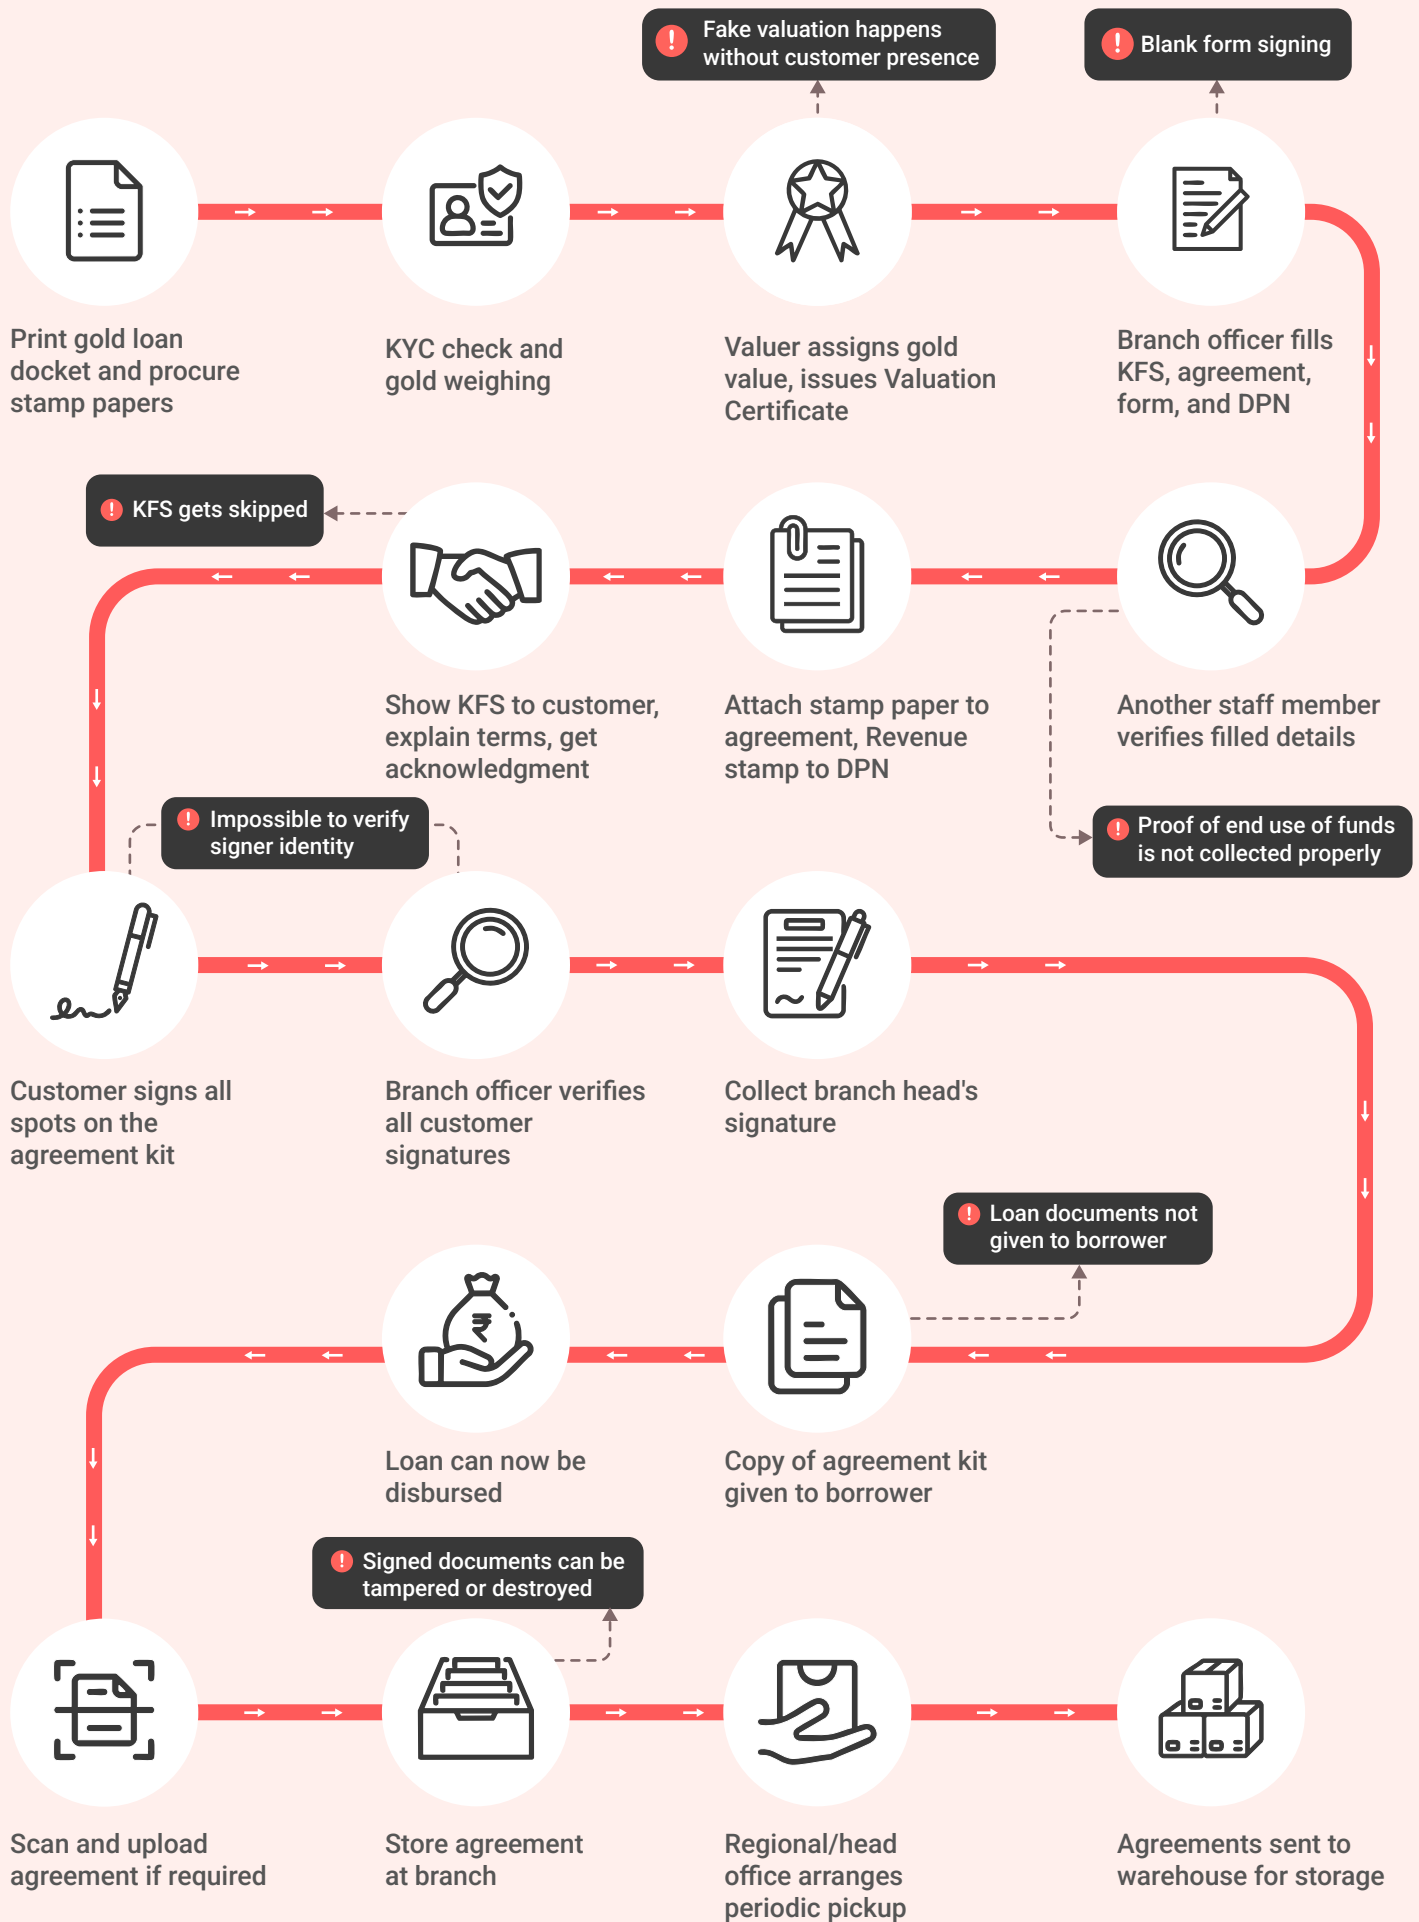 Fake valuation happens
without customer presence
Blank form signing
Print gold loan
docket and procure
stamp papers
KYC check and
gold weighing
Valuer assigns gold
value, issues Valuation
Certificate
Branch officer fills
KFS, agreement,
form, and DPN
KFS gets skipped
Show KFS to customer,
explain terms, get
acknowledgment
Attach stamp paper to
agreement, Revenue
stamp to DPN
Another staff member
verifies filled details
Impossible to verify
signer identity
Proof of end use of funds
is not collected properly
Customer signs all
spots on the
agreement kit
Branch officer verifies
all customer
signatures
Collect branch head's
signature
Loan documents not
given to borrower
₹
Loan can now be
disbursed
Copy of agreement kit
given to borrower
Signed documents can be
tampered or destroyed
Scan and upload
agreement if required
Store agreement
at branch
Regional/head
office arranges
periodic pickup
Agreements sent to
warehouse for storage